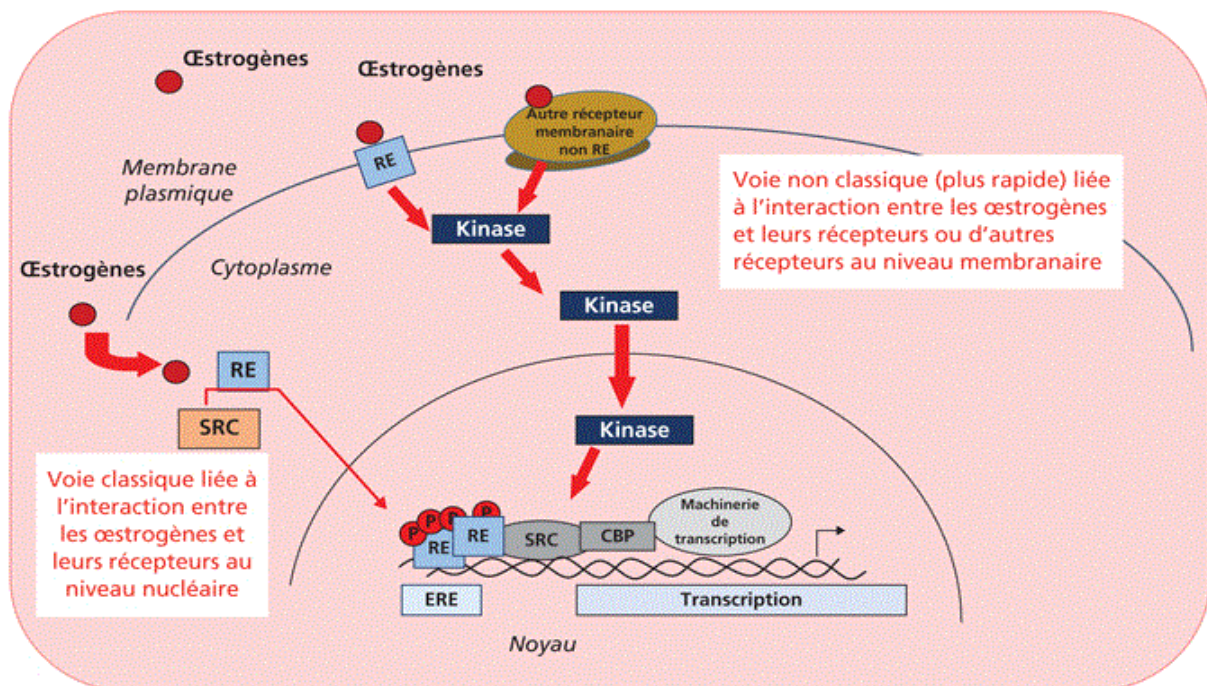 Œstrogènes
Œstrogènes
Autre récepteur
membranaire
non RE
RE
Membrane
plasmique
Voie non classique (plus rapide) liée
à l'interaction entre les œstrogènes
et leurs récepteurs ou d'autres
récepteurs au niveau membranaire
Kinase
Œstrogènes
Cytoplasme
Kinase
RE
SRC
Kinase
Voie classique liée à
l'interaction entre
les œstrogènes et
leurs récepteurs au
niveau nucléaire
P
P
P
P
RE
RE
SRC
CBP
Machinerie
de
transcription
ERE
Transcription
Noyau